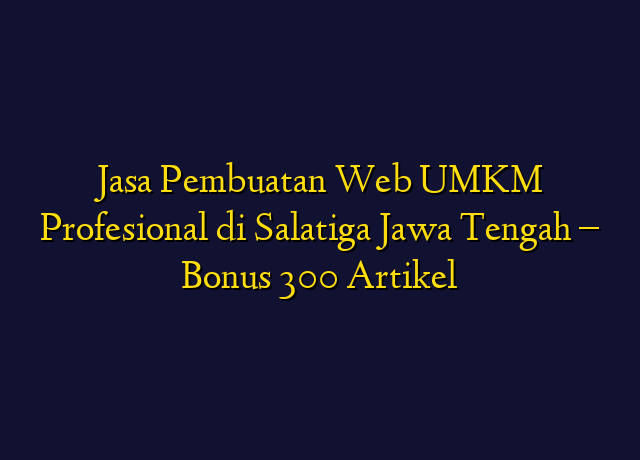 Jasa Pembuatan Web UMKM
Profesional di Salatiga Jawa Tengah –
Bonus 300 Artikel